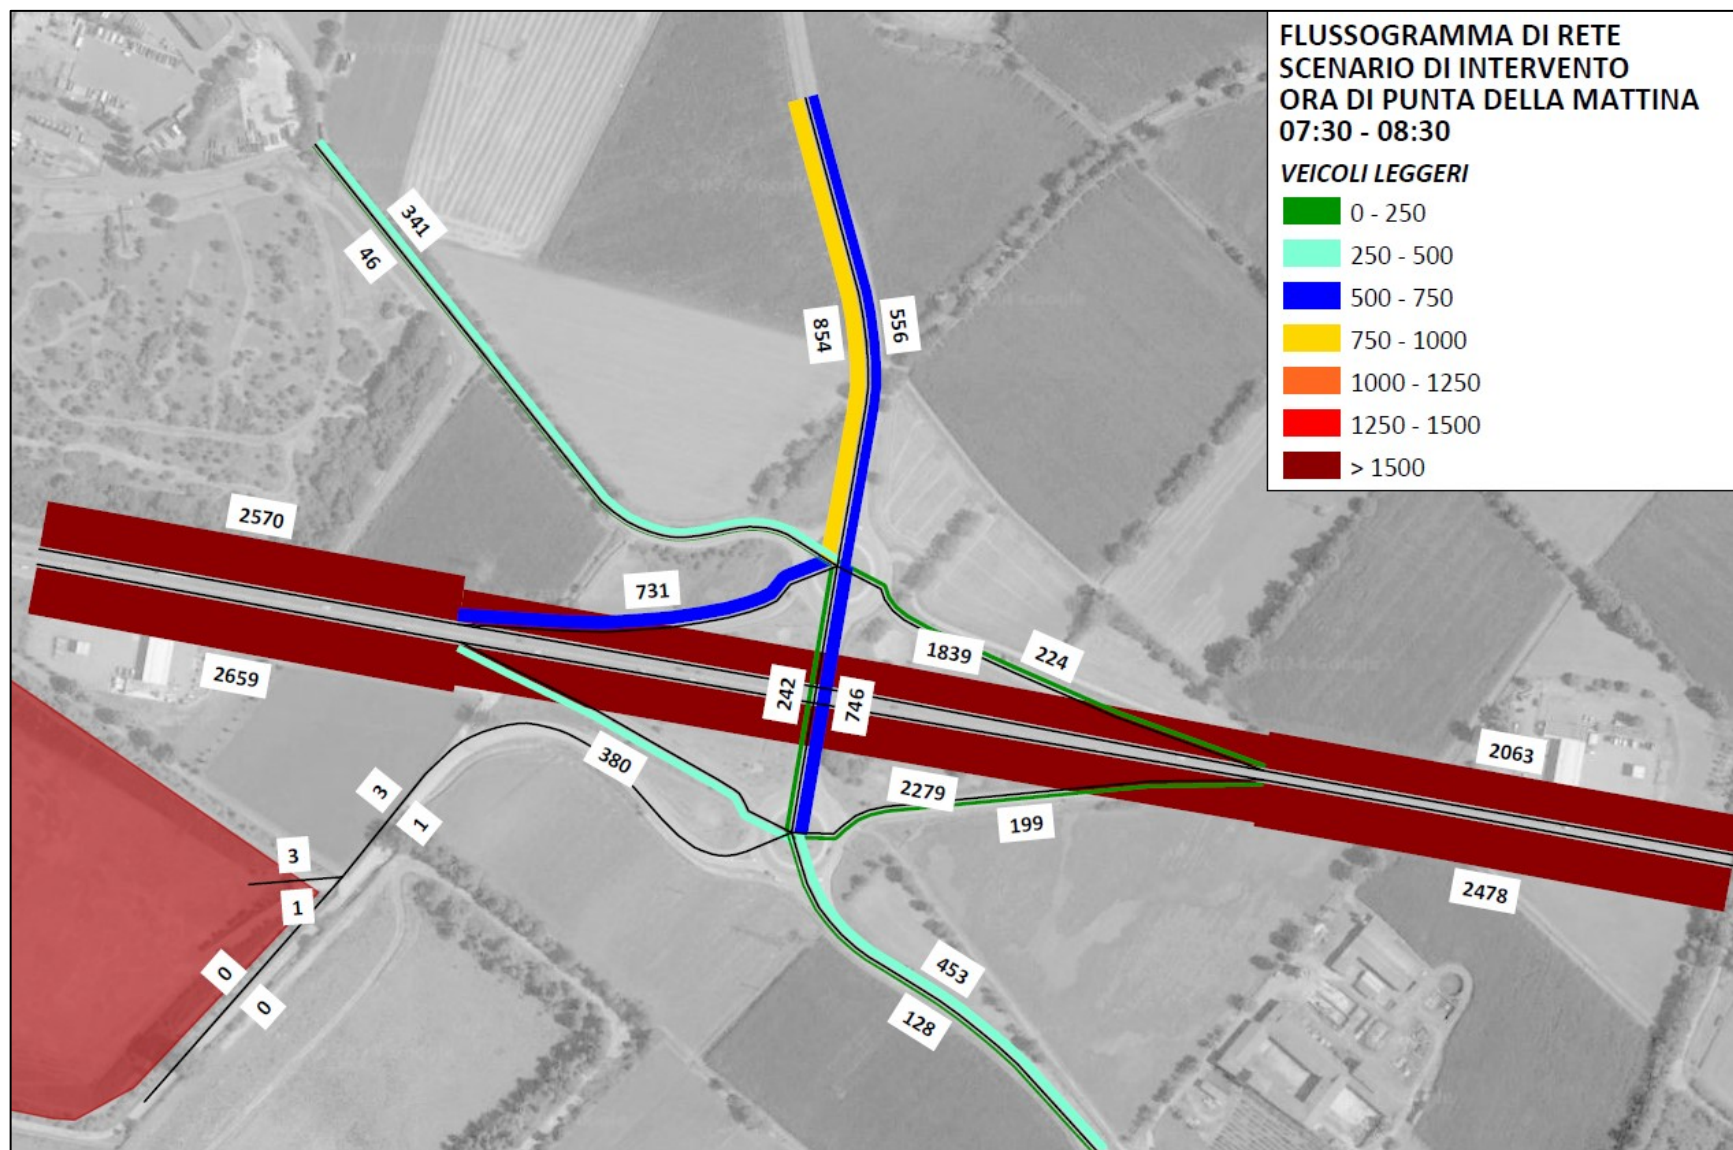 FLUSSOGRAMMA DI RETE
SCENARIO DI INTERVENTO
ORA DI PUNTA DELLA MATTINA
07:30 - 08:30
VEICOLI LEGGERI
0 - 250
250 - 500
500 - 750
750 - 1000
1000 - 1250
1250 - 1500
> 1500
341
46
854
556
2570
731
2659
1839
224
242
746
2063
380
2279
199
3
1
3
1
2478
0
0
453
128